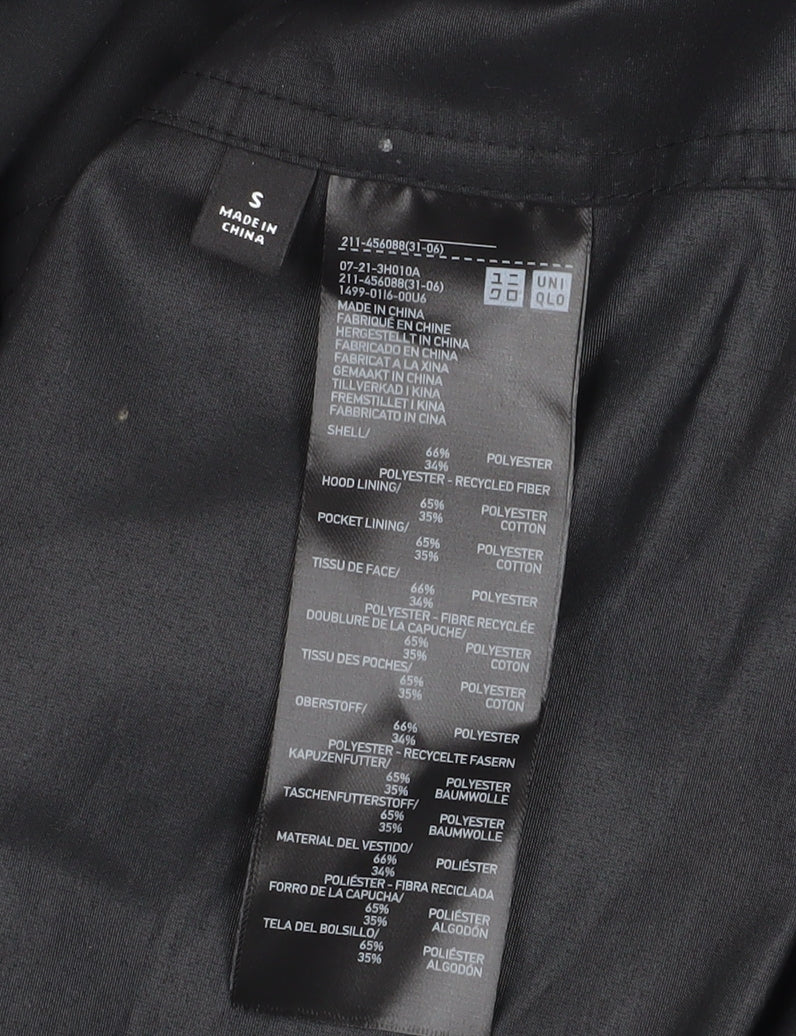 S
MADE IN
CHINA
211-456088(31-06)
07-21-3H010A
211-456088(31-06)
1499-0116-00U6
ユニ
クロ
UNI
QLO
MADE IN CHINA
FABRIQUÉ EN CHINE
HERGESTELLT IN CHINA
FABRICADO EN CHINA
FABRICAT A LA XINA
GEMAAKT IN CHINA
TILLVERKAD I KINA
FREMSTILLET I KINA
FABBRICATO IN CINA
SHELL/
66% POLYESTER
34%
POLYESTER - RECYCLED FIBER
HOOD LINING/
65% POLYESTER
35% COTTON
POCKET LINING/
65% POLYESTER
35% COTTON
TISSU DE FACE/
66% POLYESTER
34%
POLYESTER - FIBRE RECYCLÉE
DOUBLURE DE LA CAPUCHE/
65% POLYESTER
35% COTON
TISSU DES POCHES/
65% POLYESTER
35% COTON
OBERSTOFF/
66% POLYESTER
34%
POLYESTER - RECYCELTE FASERN
KAPUZENFUTTER/
65% POLYESTER
35% BAUMWOLLE
TASCHENFUTTERSTOFF/
65% POLYESTER
35% BAUMWOLLE
MATERIAL DEL VESTIDO/
66% POLIÉSTER
34%
POLIÉSTER - FIBRA RECICLADA
FORRO DE LA CAPUCHA/
65% POLIÉSTER
35% ALGODÓN
TELA DEL BOLSILLO/
65% POLIÉSTER
35% ALGODÓN